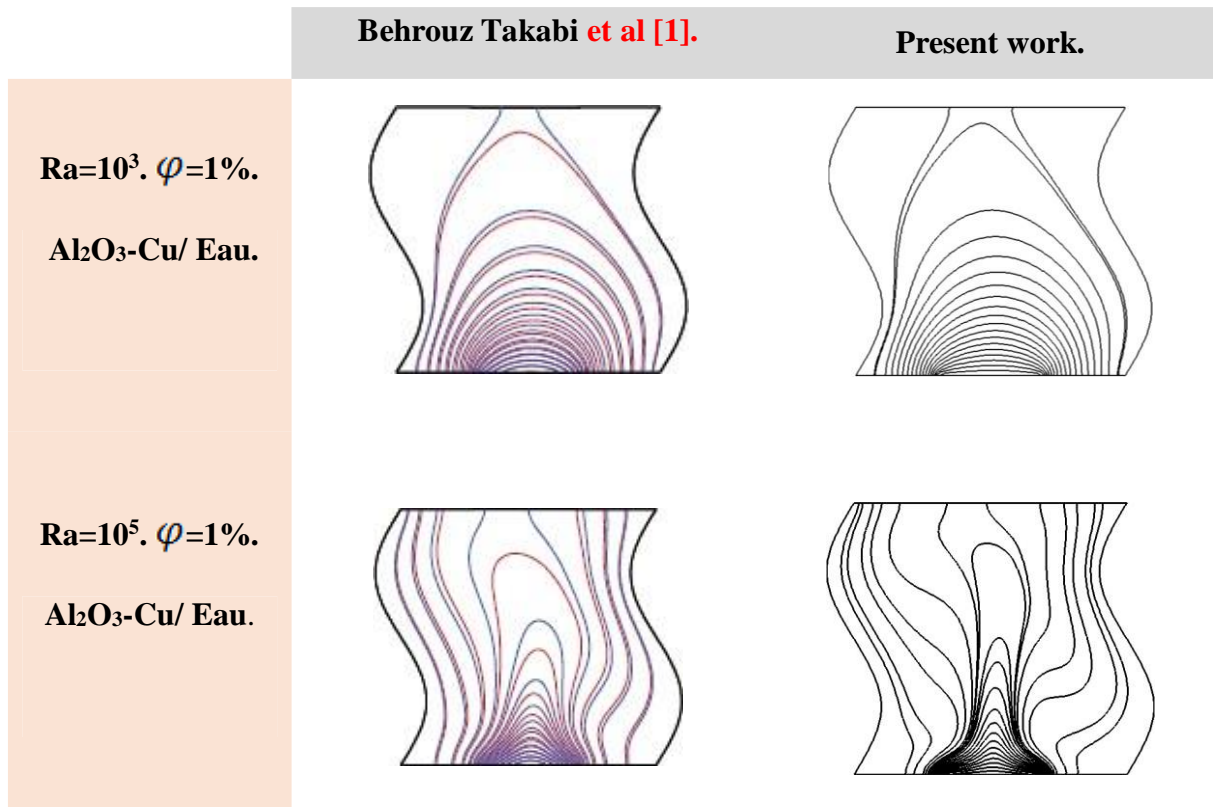 Behrouz Takabi et al [1].
Present work.
Ra=10³. φ=1%.
Al₂O₃-Cu/ Eau.
Ra=10⁵. φ=1%.
Al₂O₃-Cu/ Eau.